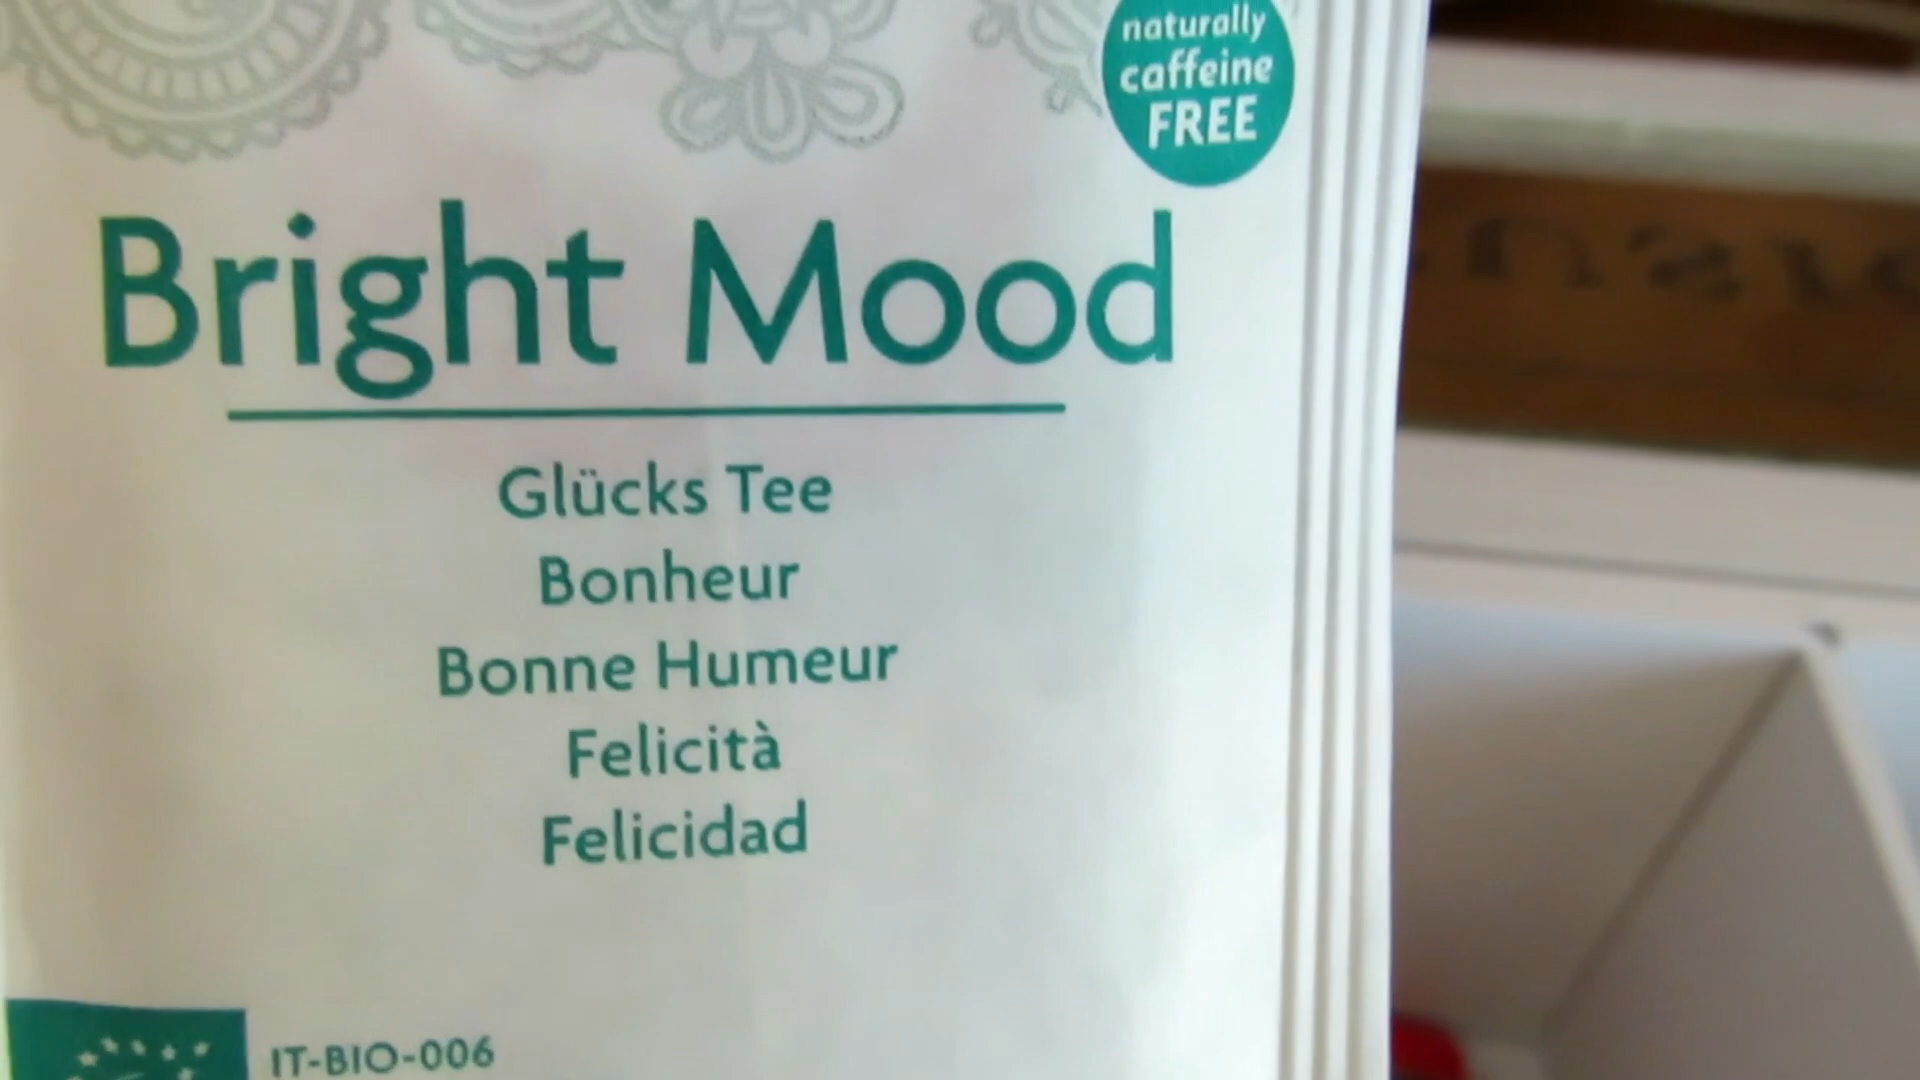 naturally
caffeine
FREE
Bright Mood
Glücks Tee
Bonheur
Bonne Humeur
Felicità
Felicidad
IT-BIO-006